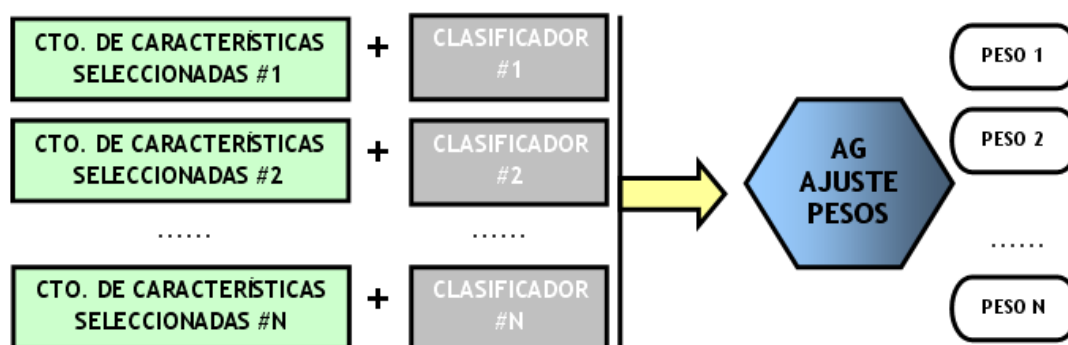 CTO. DE CARACTERÍSTICAS
SELECCIONADAS #1
+
CLASIFICADOR
#1
CTO. DE CARACTERÍSTICAS
SELECCIONADAS #2
+
CLASIFICADOR
#2
......
......
CTO. DE CARACTERÍSTICAS
SELECCIONADAS #N
+
CLASIFICADOR
#N
AG
AJUSTE
PESOS
PESO 1
PESO 2
......
PESO N